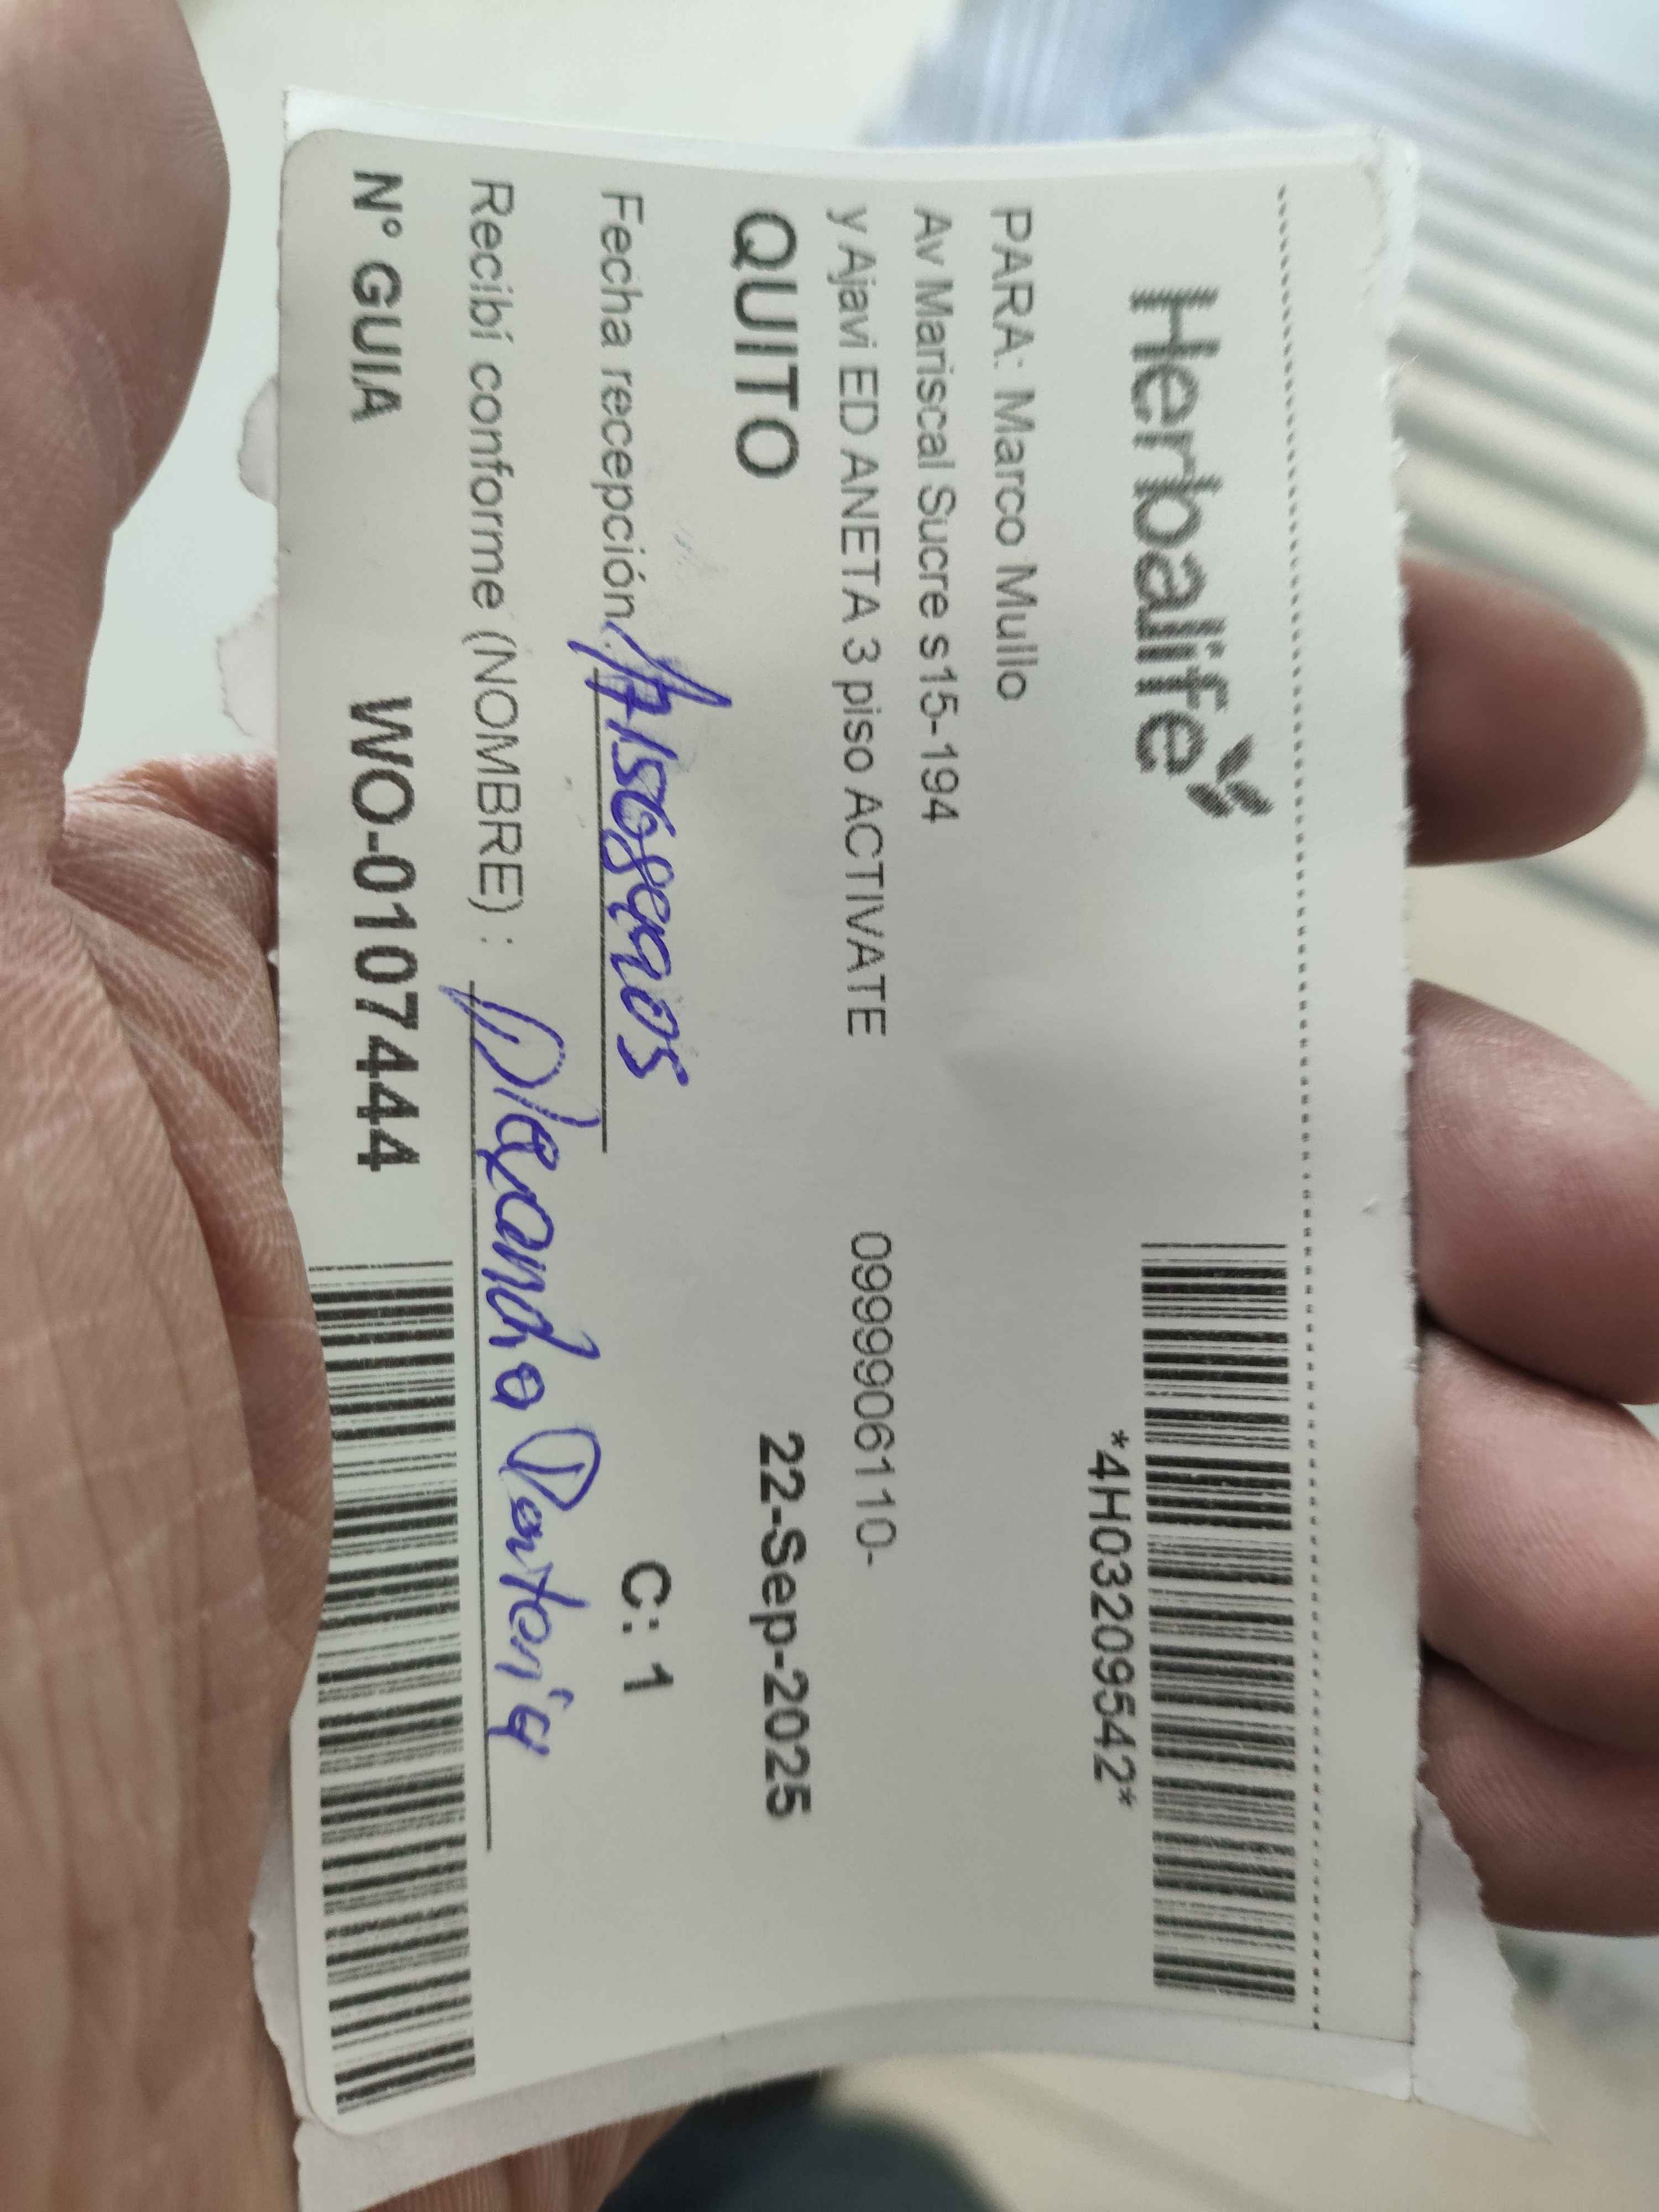 Herbalife
*4H03209542*
PARA: Marco Mullo
Av Mariscal Sucre s15-194
y Ajavi ED ANETA 3 piso ACTIVATE 0999906110-
QUITO 22-Sep-2025
Fecha recepción: C: 1
Recibí conforme (NOMBRE) :
N° GUIA WO-0107444